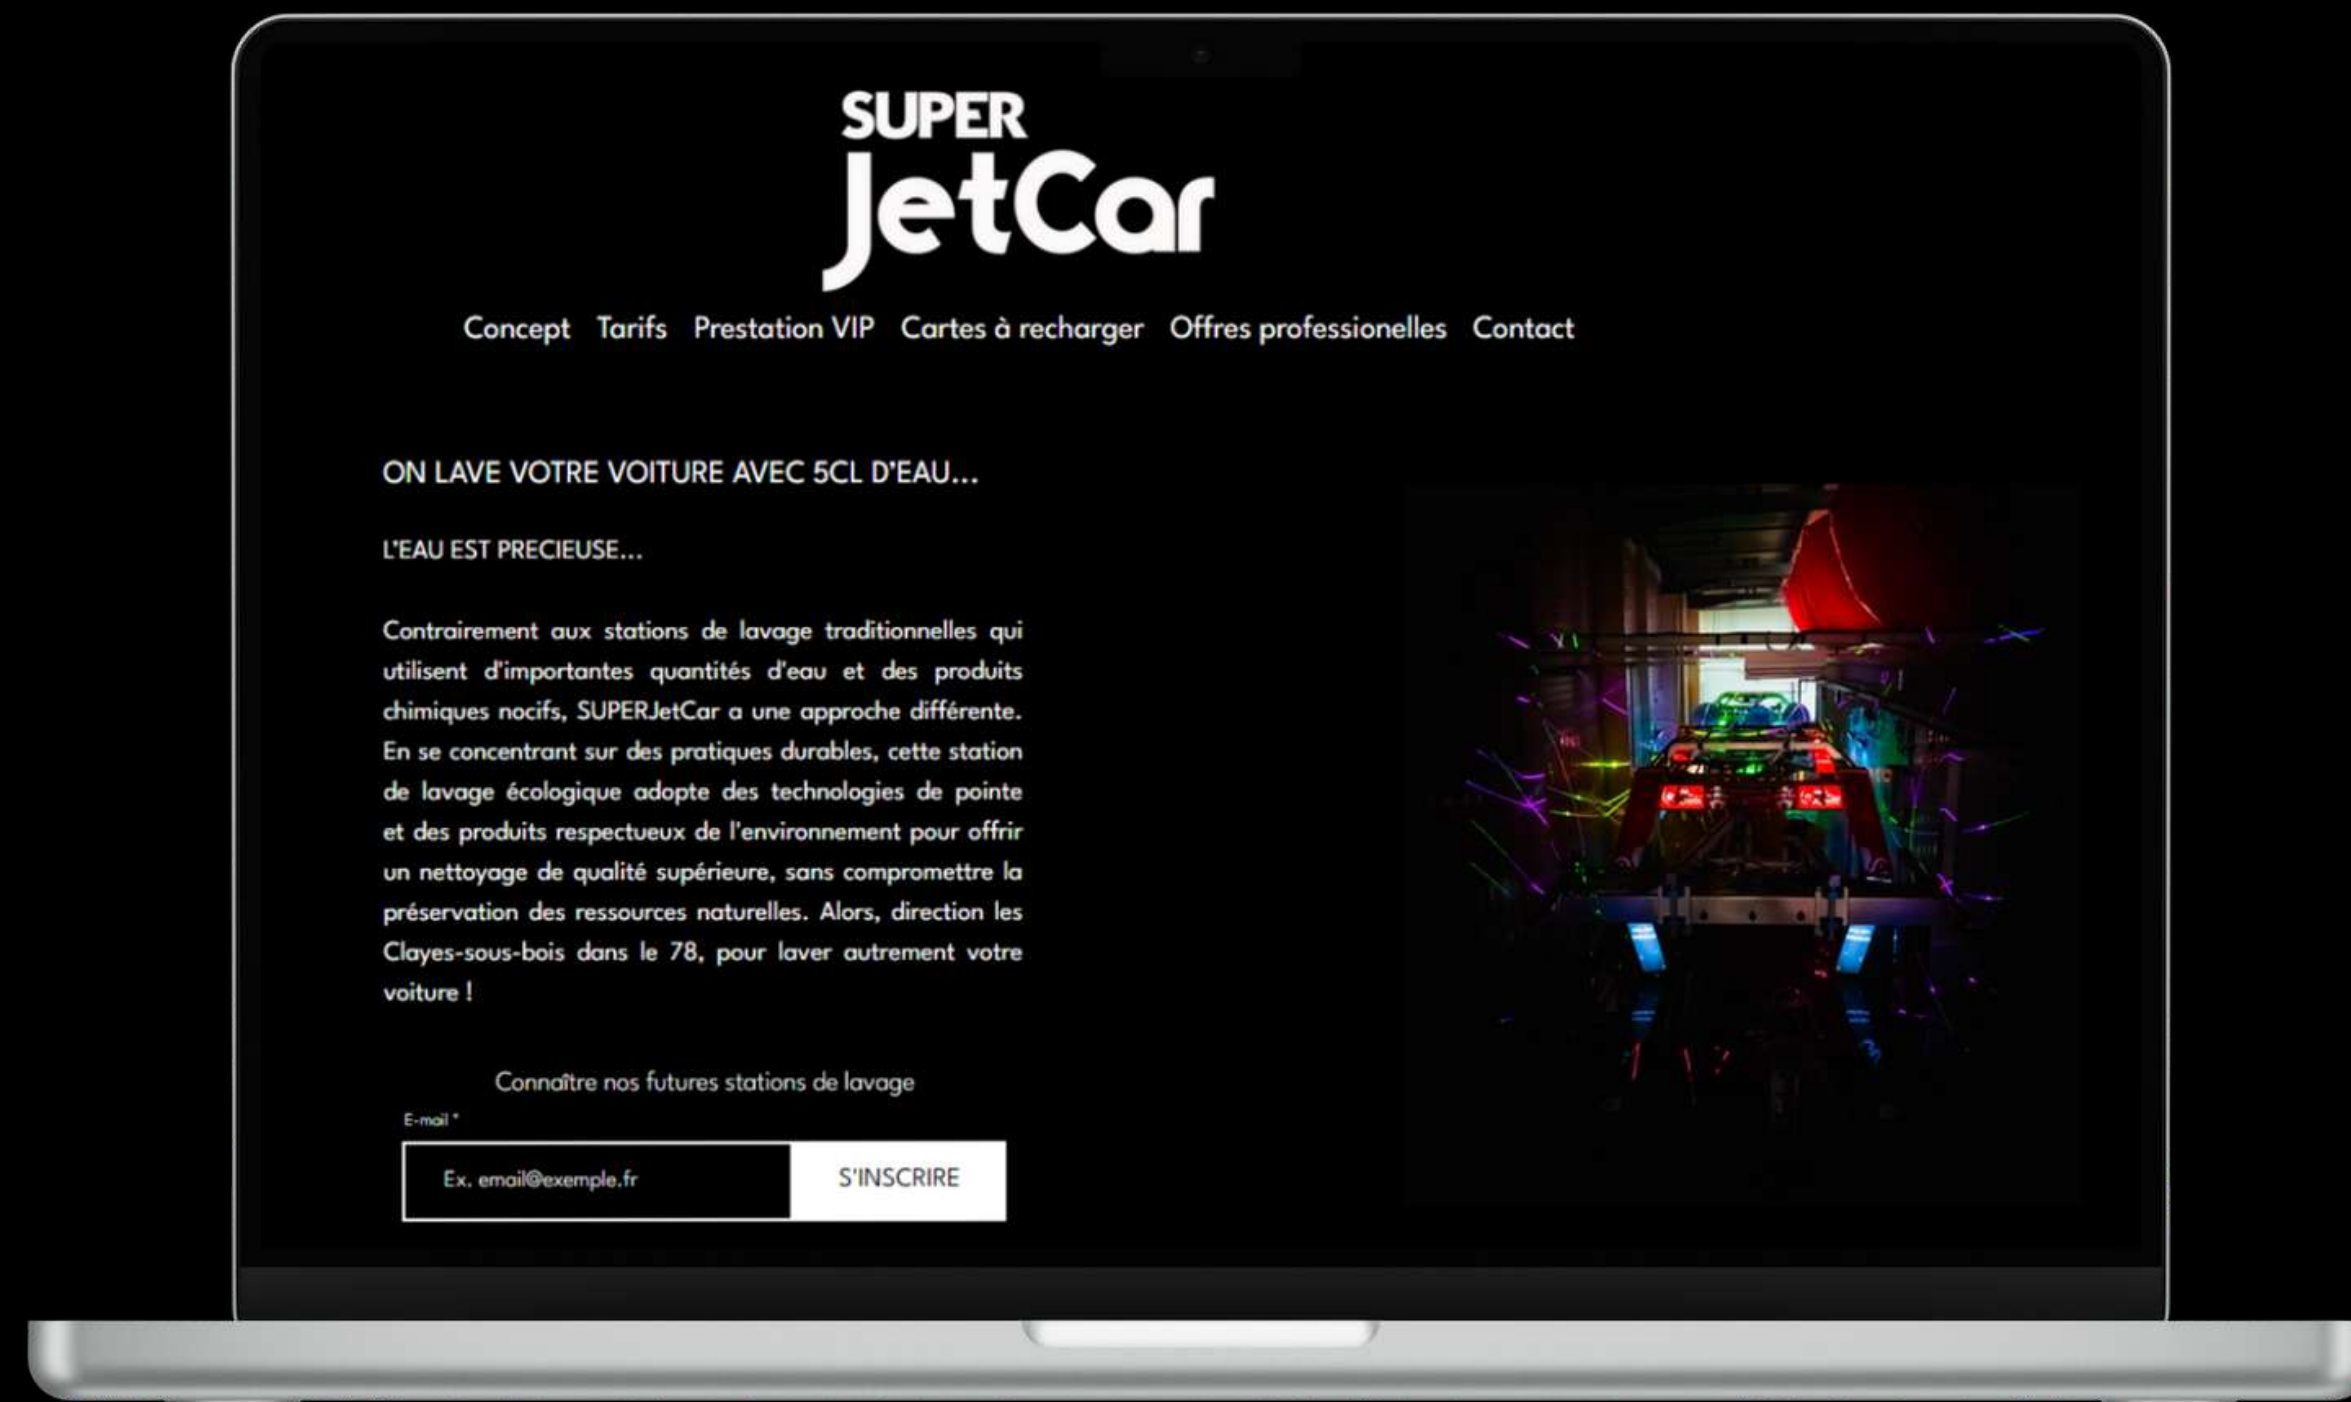 SUPER
JetCar
Concept Tarifs Prestation VIP Cartes à recharger Offres professionelles Contact
ON LAVE VOTRE VOITURE AVEC 5CL D'EAU...
L'EAU EST PRECIEUSE...
Contrairement aux stations de lavage traditionnelles qui
utilisent d'importantes quantités d'eau et des produits
chimiques nocifs, SUPERJetCar a une approche différente.
En se concentrant sur des pratiques durables, cette station
de lavage écologique adopte des technologies de pointe
et des produits respectueux de l'environnement pour offrir
un nettoyage de qualité supérieure, sans compromettre la
préservation des ressources naturelles. Alors, direction les
Clayes-sous-bois dans le 78, pour laver autrement votre
voiture !
Connaître nos futures stations de lavage
E-mail *
Ex. email@exemple.fr S'INSCRIRE